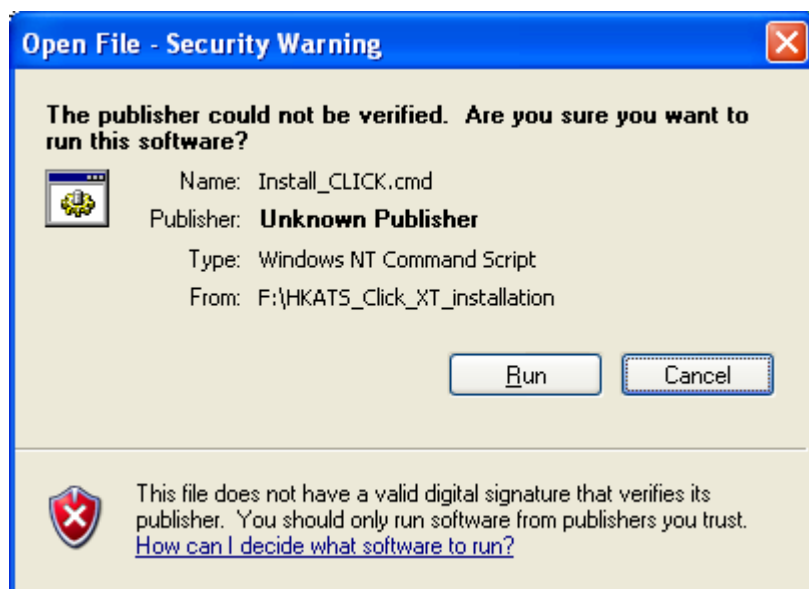 Open File - Security Warning
The publisher could not be verified.  Are you sure you want to
run this software?
Name: Install_CLICK.cmd
Publisher: Unknown Publisher
Type: Windows NT Command Script
From: F:\HKATS_Click_XT_installation
Run Cancel
This file does not have a valid digital signature that verifies its
publisher.  You should only run software from publishers you trust.
How can I decide what software to run?